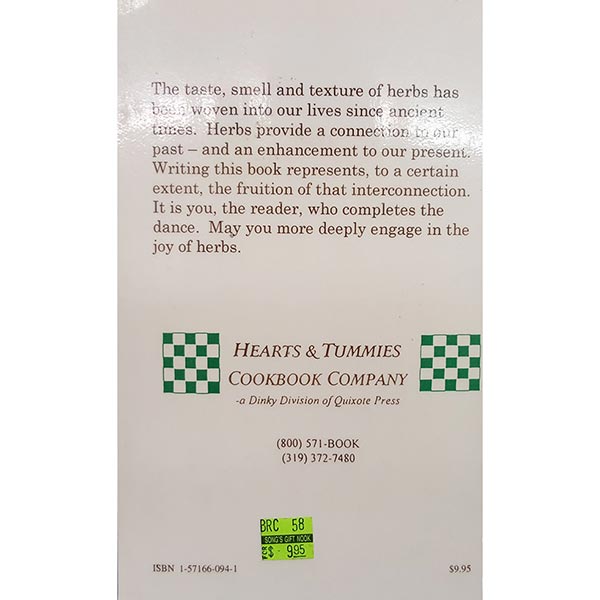 The taste, smell and texture of herbs has
been woven into our lives since ancient
times. Herbs provide a connection to our
past – and an enhancement to our present.
Writing this book represents, to a certain
extent, the fruition of that interconnection.
It is you, the reader, who completes the
dance. May you more deeply engage in the
joy of herbs.
HEARTS & TUMMIES
COOKBOOK COMPANY
-a Dinky Division of Quixote Press
(800) 571-BOOK
(319) 372-7480
BRC 58
SONG'S GIFT NOOK
FOR $ 9.95
ISBN 1-57166-094-1
$9.95